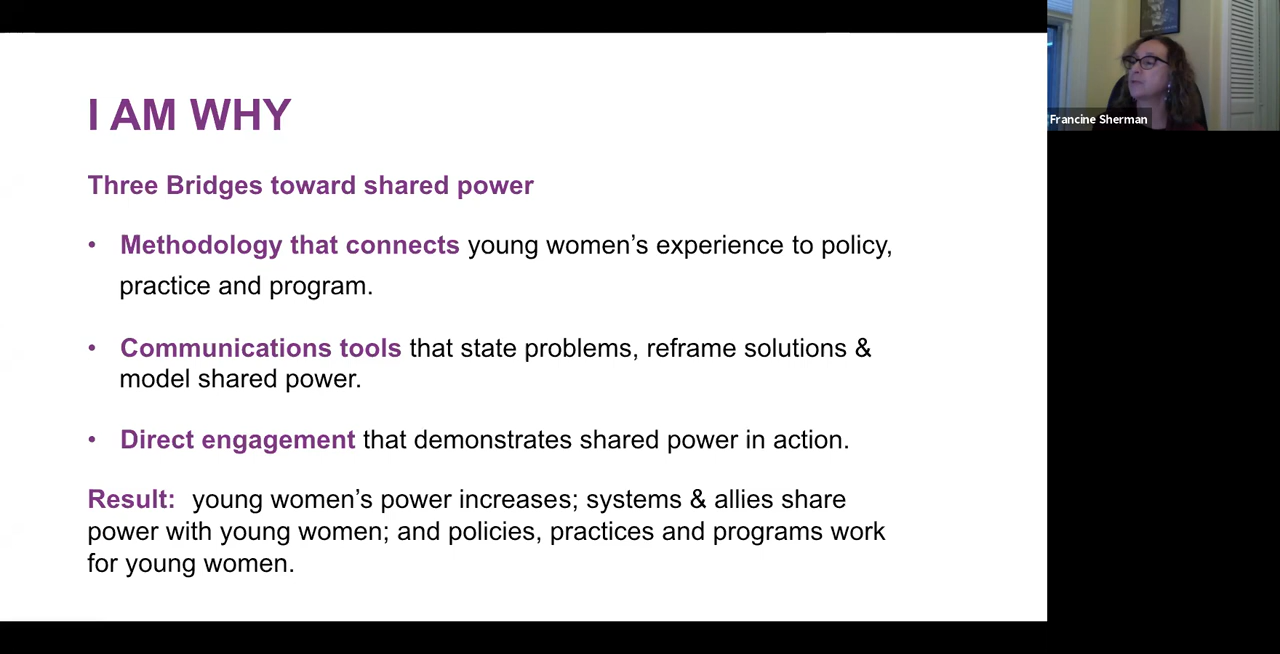 I AM WHY
Three Bridges toward shared power
• Methodology that connects young women’s experience to policy,
practice and program.
• Communications tools that state problems, reframe solutions &
model shared power.
• Direct engagement that demonstrates shared power in action.
Result: young women’s power increases; systems & allies share
power with young women; and policies, practices and programs work
for young women.
Francine Sherman